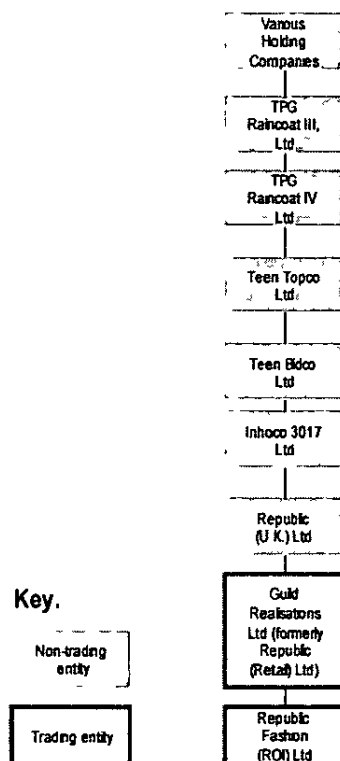 Various
Holding
Companies
TPG
Raincoat III,
Ltd
TPG
Raincoat IV
Ltd
Teen Topco
Ltd
Teen Bidco
Ltd
Inhoco 3017
Ltd
Republic
(U K.) Ltd
Key.
Non-trading
entity
Trading entity
Guild
Realisations
Ltd (formerly
Republic
(Retail) Ltd)
Republic
Fashion
(ROI) Ltd